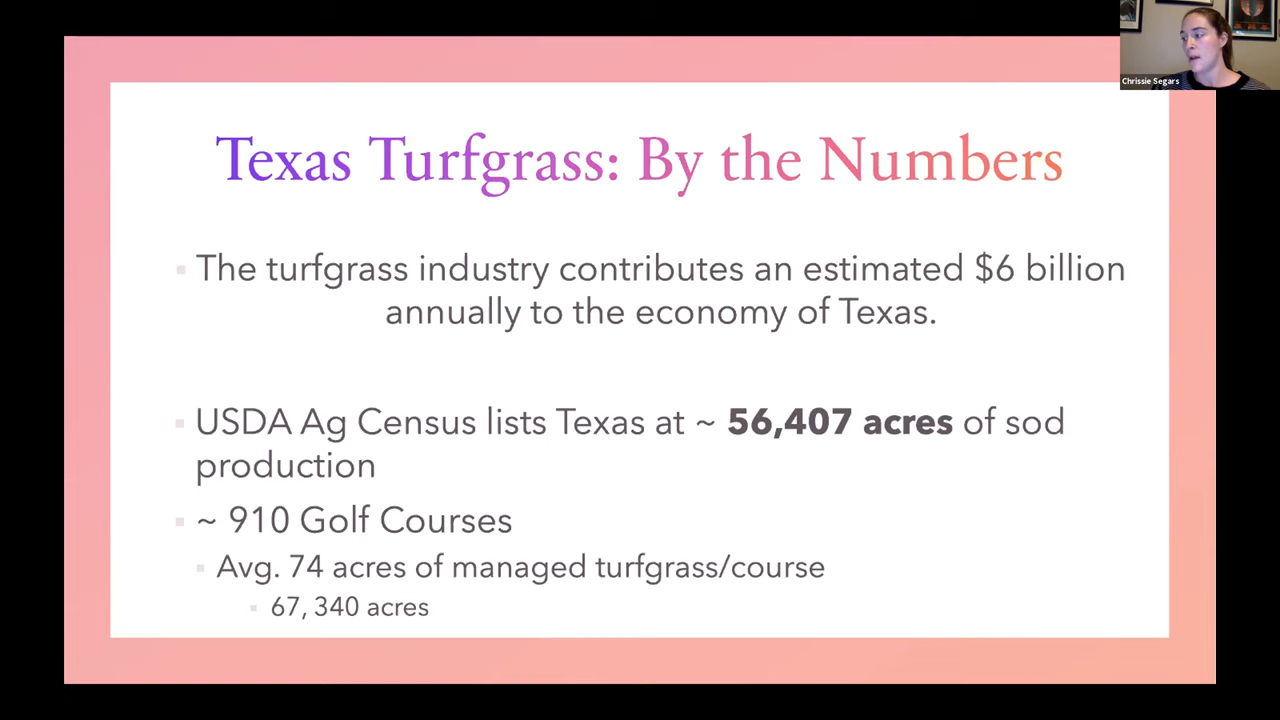 Chrissie Segars
Texas Turfgrass: By the Numbers
The turfgrass industry contributes an estimated $6 billion
annually to the economy of Texas.
USDA Ag Census lists Texas at ~ 56,407 acres of sod
production
~ 910 Golf Courses
Avg. 74 acres of managed turfgrass/course
67, 340 acres